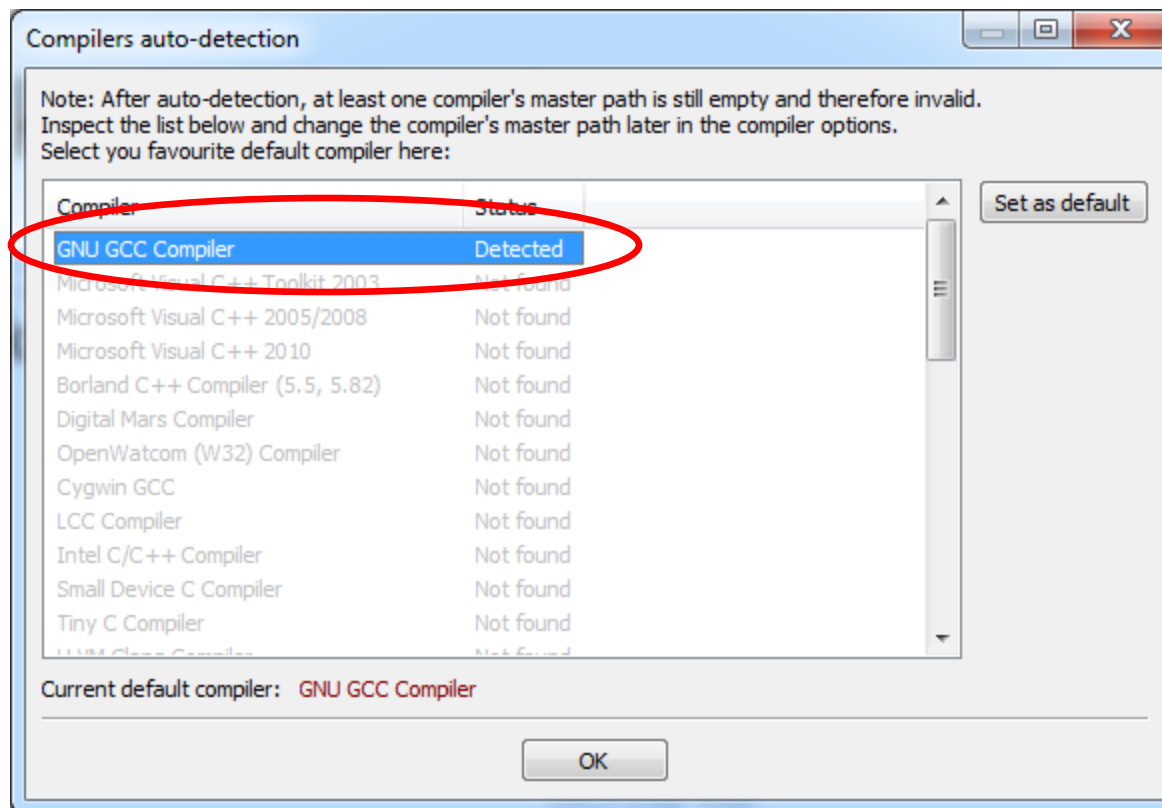 Compilers auto-detection
Note: After auto-detection, at least one compiler's master path is still empty and therefore invalid.
Inspect the list below and change the compiler's master path later in the compiler options.
Select you favourite default compiler here:
Compiler Status
Set as default
GNU GCC Compiler Detected
Microsoft Visual C++ Toolkit 2003 Not found
Microsoft Visual C++ 2005/2008 Not found
Microsoft Visual C++ 2010 Not found
Borland C++ Compiler (5.5, 5.82) Not found
Digital Mars Compiler Not found
OpenWatcom (W32) Compiler Not found
Cygwin GCC Not found
LCC Compiler Not found
Intel C/C++ Compiler Not found
Small Device C Compiler Not found
Tiny C Compiler Not found
LLVM Clang Compiler Not found
Current default compiler: GNU GCC Compiler
OK